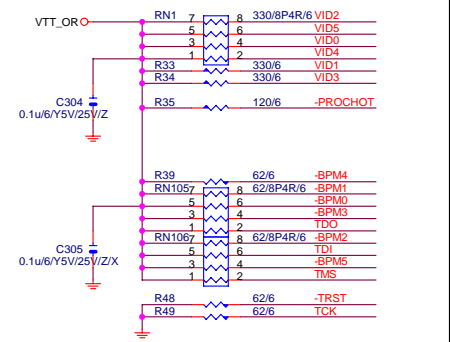 VTT_OR RN1 7 8 330/8P4R/6 VID2
5 6 VID5
3 4 VID0
1 2 VID4
R33 330/6 VID1
R34 330/6 VID3
C304 R35 120/6 -PROCHOT
0.1u/6/Y5V/25V/Z
R39 62/6 -BPM4
RN105 7 8 62/8P4R/6 -BPM1
5 6 -BPM0
3 4 -BPM3
1 2 TDO
RN106 7 8 62/8P4R/6 -BPM2
C305 5 6 TDI
0.1u/6/Y5V/25V/Z/X 3 4 -BPM5
1 2 TMS
R48 62/6 -TRST
R49 62/6 TCK